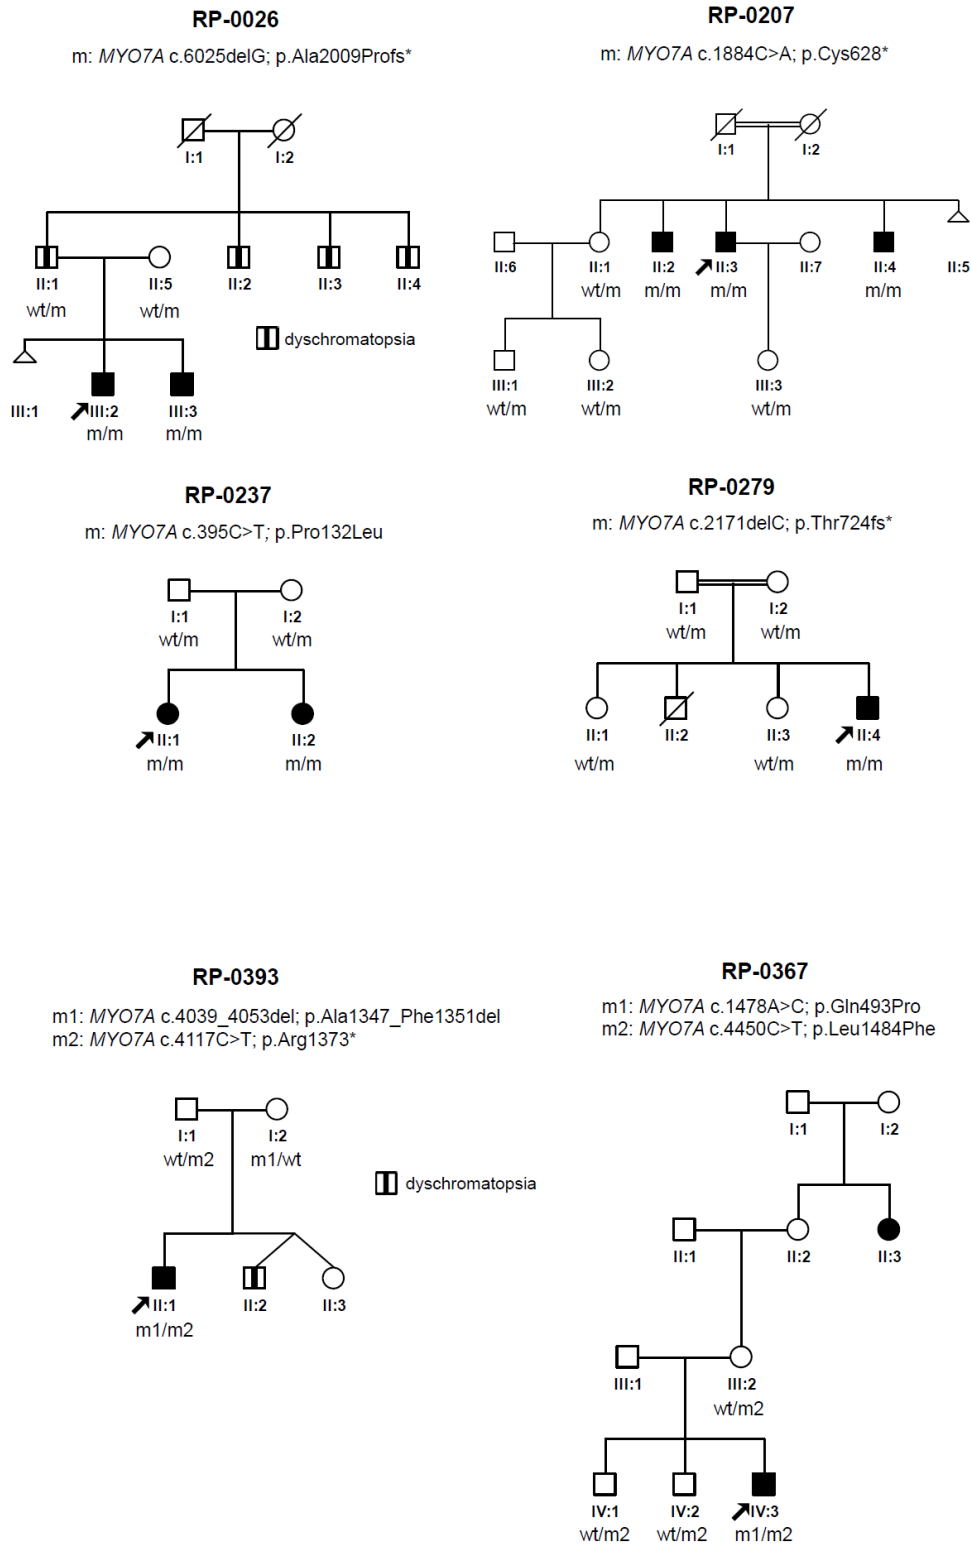 RP-0026
m: MYO7A c.6025delG; p.Ala2009Profs*
I:1
I:2
II:1
II:5
II:2
II:3
II:4
wt/m
wt/m
dyschromatopsia
III:1
III:2
III:3
m/m
m/m
RP-0207
m: MYO7A c.1884C>A; p.Cys628*
I:1
I:2
II:6
II:1
II:2
II:3
II:7
II:4
II:5
wt/m
m/m
m/m
m/m
III:1
III:2
III:3
wt/m
wt/m
wt/m
RP-0237
m: MYO7A c.395C>T; p.Pro132Leu
I:1
I:2
wt/m
wt/m
II:1
II:2
m/m
m/m
RP-0279
m: MYO7A c.2171delC; p.Thr724fs*
I:1
I:2
wt/m
wt/m
II:1
II:2
II:3
II:4
wt/m
wt/m
m/m
RP-0393
m1: MYO7A c.4039_4053del; p.Ala1347_Phe1351del
m2: MYO7A c.4117C>T; p.Arg1373*
I:1
I:2
wt/m2
m1/wt
dyschromatopsia
II:1
II:2
II:3
m1/m2
RP-0367
m1: MYO7A c.1478A>C; p.Gln493Pro
m2: MYO7A c.4450C>T; p.Leu1484Phe
I:1
I:2
II:1
II:2
II:3
III:1
III:2
wt/m2
IV:1
IV:2
IV:3
wt/m2
wt/m2
m1/m2